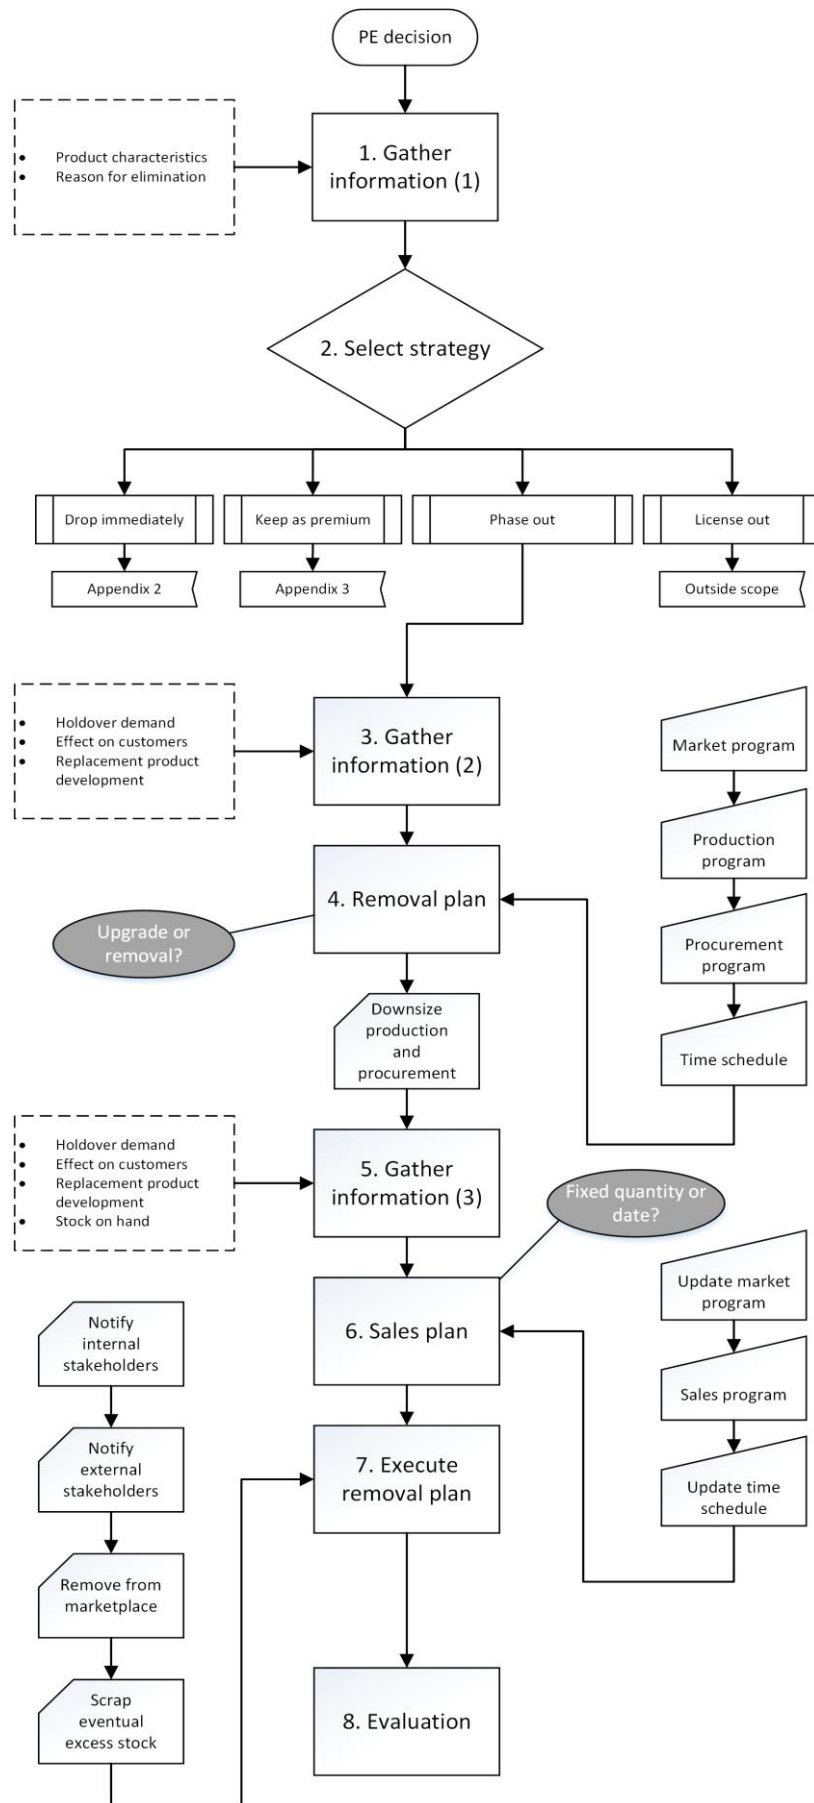 PE decision
• Product characteristics
• Reason for elimination
1. Gather
information (1)
2. Select strategy
Drop immediately
Keep as premium
Phase out
License out
Appendix 2
Appendix 3
Outside scope
• Holdover demand
• Effect on customers
• Replacement product
development
3. Gather
information (2)
Market program
Production
program
4. Removal plan
Upgrade or
removal?
Procurement
program
Downsize
production
and
procurement
Time schedule
• Holdover demand
• Effect on customers
• Replacement product
development
• Stock on hand
5. Gather
information (3)
Fixed quantity or
date?
Update market
program
Notify
internal
stakeholders
6. Sales plan
Sales program
Notify
external
stakeholders
7. Execute
removal plan
Update time
schedule
Remove from
marketplace
Scrap
eventual
excess stock
8. Evaluation